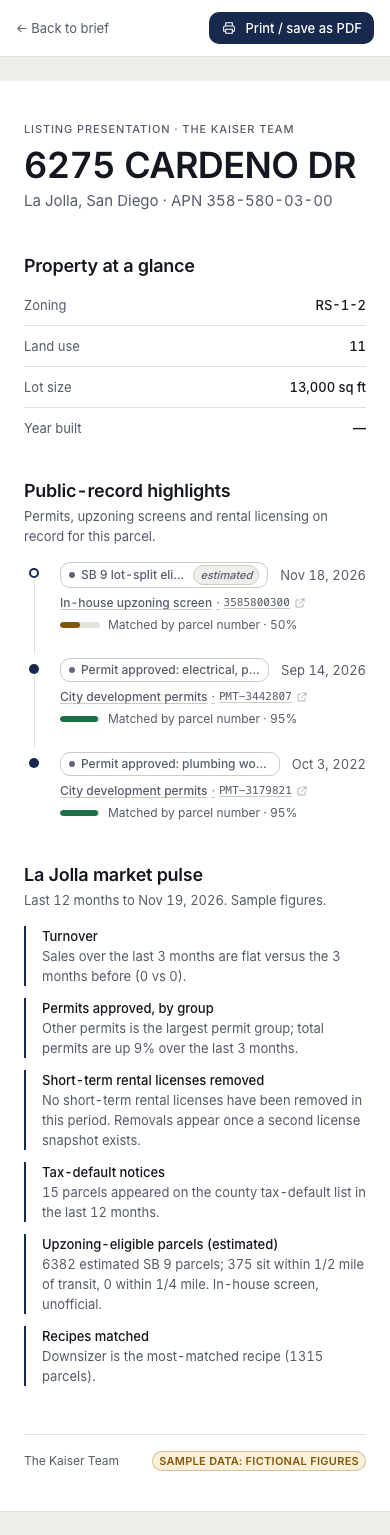 ← Back to brief
Print / save as PDF
LISTING PRESENTATION · THE KAISER TEAM
6275 CARDENO DR
La Jolla, San Diego · APN 358-580-03-00
Property at a glance
Zoning RS-1-2
Land use 11
Lot size 13,000 sq ft
Year built —
Public-record highlights
Permits, upzoning screens and rental licensing on
record for this parcel.
SB 9 lot-split eli... estimated Nov 18, 2026
In-house upzoning screen · 3585800300
Matched by parcel number · 50%
Permit approved: electrical, p... Sep 14, 2026
City development permits · PMT-3442807
Matched by parcel number · 95%
Permit approved: plumbing wo... Oct 3, 2022
City development permits · PMT-3179821
Matched by parcel number · 95%
La Jolla market pulse
Last 12 months to Nov 19, 2026. Sample figures.
Turnover
Sales over the last 3 months are flat versus the 3
months before (0 vs 0).
Permits approved, by group
Other permits is the largest permit group; total
permits are up 9% over the last 3 months.
Short-term rental licenses removed
No short-term rental licenses have been removed in
this period. Removals appear once a second license
snapshot exists.
Tax-default notices
15 parcels appeared on the county tax-default list in
the last 12 months.
Upzoning-eligible parcels (estimated)
6382 estimated SB 9 parcels; 375 sit within 1/2 mile
of transit, 0 within 1/4 mile. In-house screen,
unofficial.
Recipes matched
Downsizer is the most-matched recipe (1315
parcels).
The Kaiser Team
SAMPLE DATA: FICTIONAL FIGURES